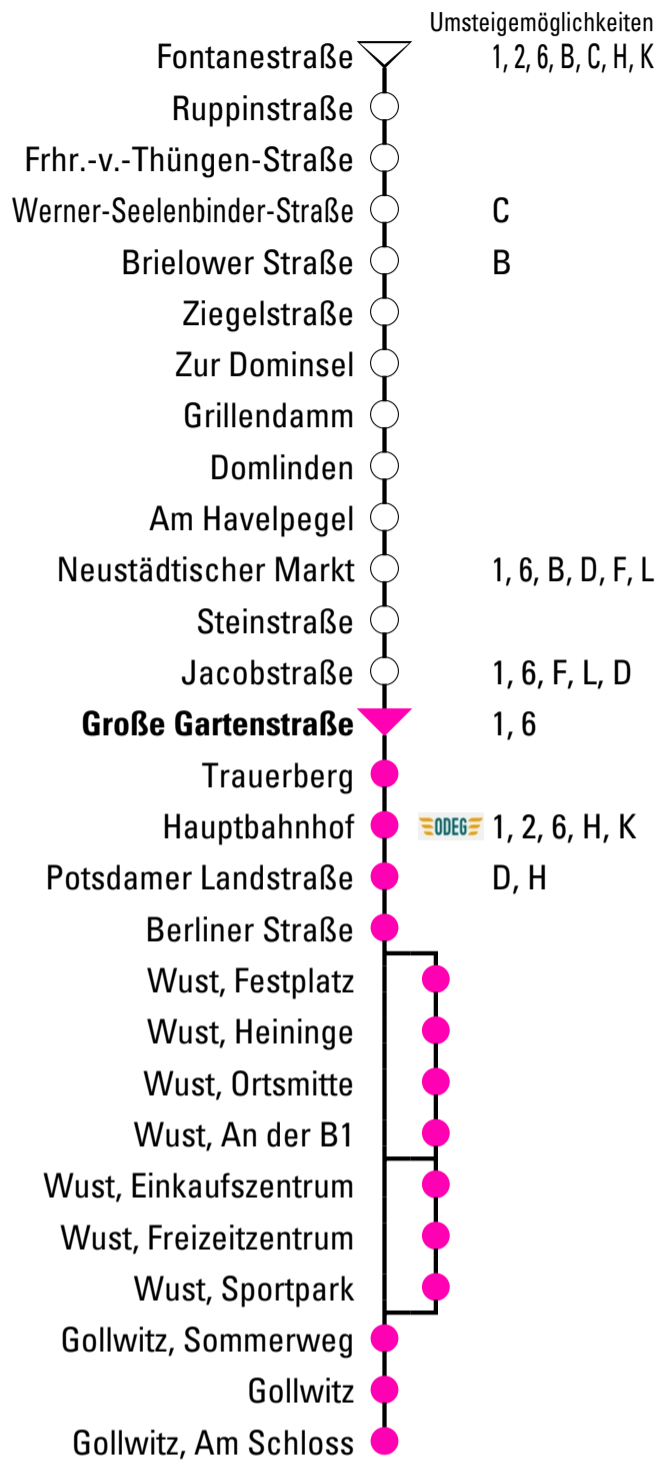 Umsteigemöglichkeiten
Fontanestraße 1, 2, 6, B, C, H, K
Ruppinstraße
Frhr.-v.-Thüngen-Straße
Werner-Seelenbinder-Straße C
Brielower Straße B
Ziegelstraße
Zur Dominsel
Grillendamm
Domlinden
Am Havelpegel
Neustädtischer Markt 1, 6, B, D, F, L
Steinstraße
Jacobstraße 1, 6, F, L, D
Große Gartenstraße 1, 6
Trauerberg
Hauptbahnhof ODEG 1, 2, 6, H, K
Potsdamer Landstraße D, H
Berliner Straße
Wust, Festplatz
Wust, Heininge
Wust, Ortsmitte
Wust, An der B1
Wust, Einkaufszentrum
Wust, Freizeitzentrum
Wust, Sportpark
Gollwitz, Sommerweg
Gollwitz
Gollwitz, Am Schloss